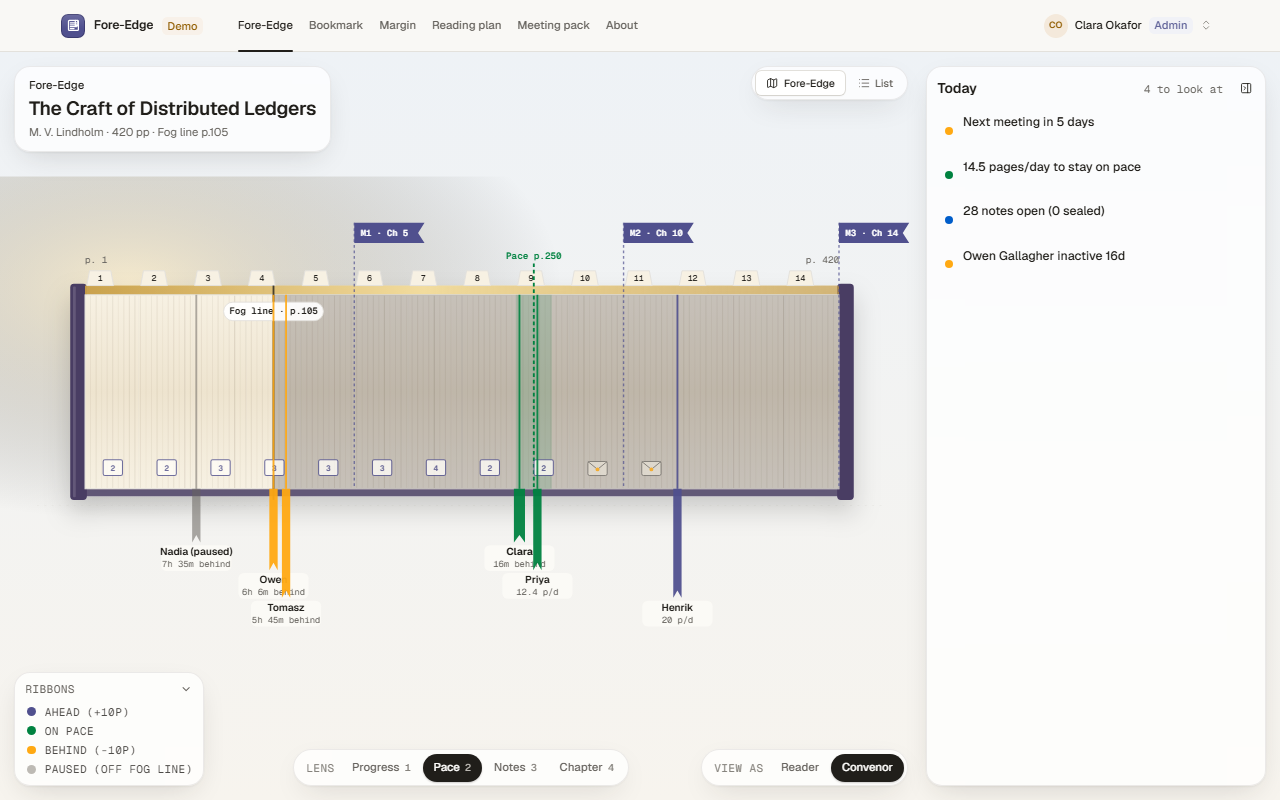 Fore-Edge Demo Fore-Edge Bookmark Margin Reading plan Meeting pack About CO Clara Okafor Admin
Fore-Edge
The Craft of Distributed Ledgers
M. V. Lindholm · 420 pp · Fog line p.105
Fore-Edge List
Today 4 to look at
Next meeting in 5 days
14.5 pages/day to stay on pace
28 notes open (0 sealed)
Owen Gallagher inactive 16d
M1 · Ch 5 M2 · Ch 10 M3 · Ch 14
Pace p.250
p. 1 p. 420
1 2 3 4 5 6 7 8 9 10 11 12 13 14
Fog line · p.105
2 2 3 3 3 3 4 2 2
Nadia (paused)
7h 35m behind
Clara
16m behind
Owen
6h 6m behind
Priya
12.4 p/d
Tomasz
5h 45m behind
Henrik
20 p/d
RIBBONS
AHEAD (+10P)
ON PACE
BEHIND (-10P)
PAUSED (OFF FOG LINE)
LENS Progress 1 Pace 2 Notes 3 Chapter 4
VIEW AS Reader Convenor